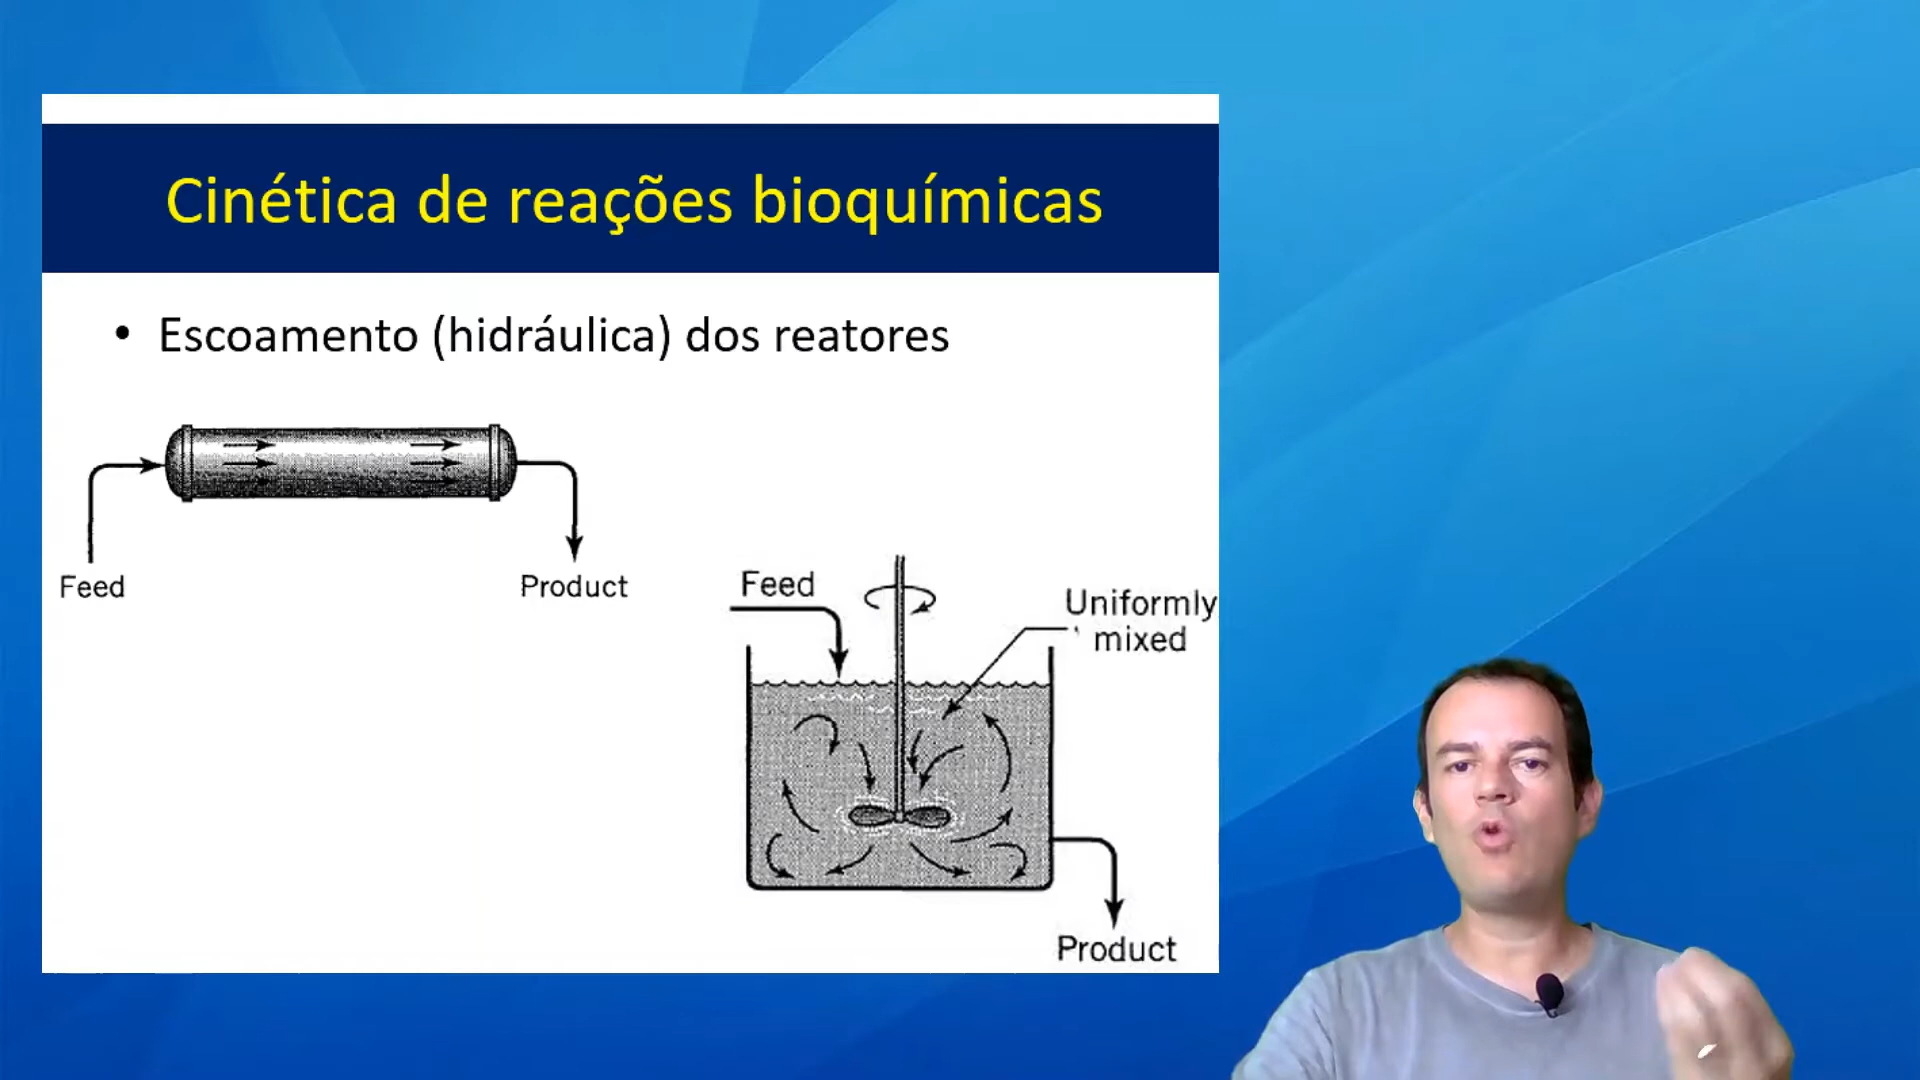 Cinética de reações bioquímicas
• Escoamento (hidráulica) dos reatores
Feed
Product
Feed
Uniformly
mixed
Product